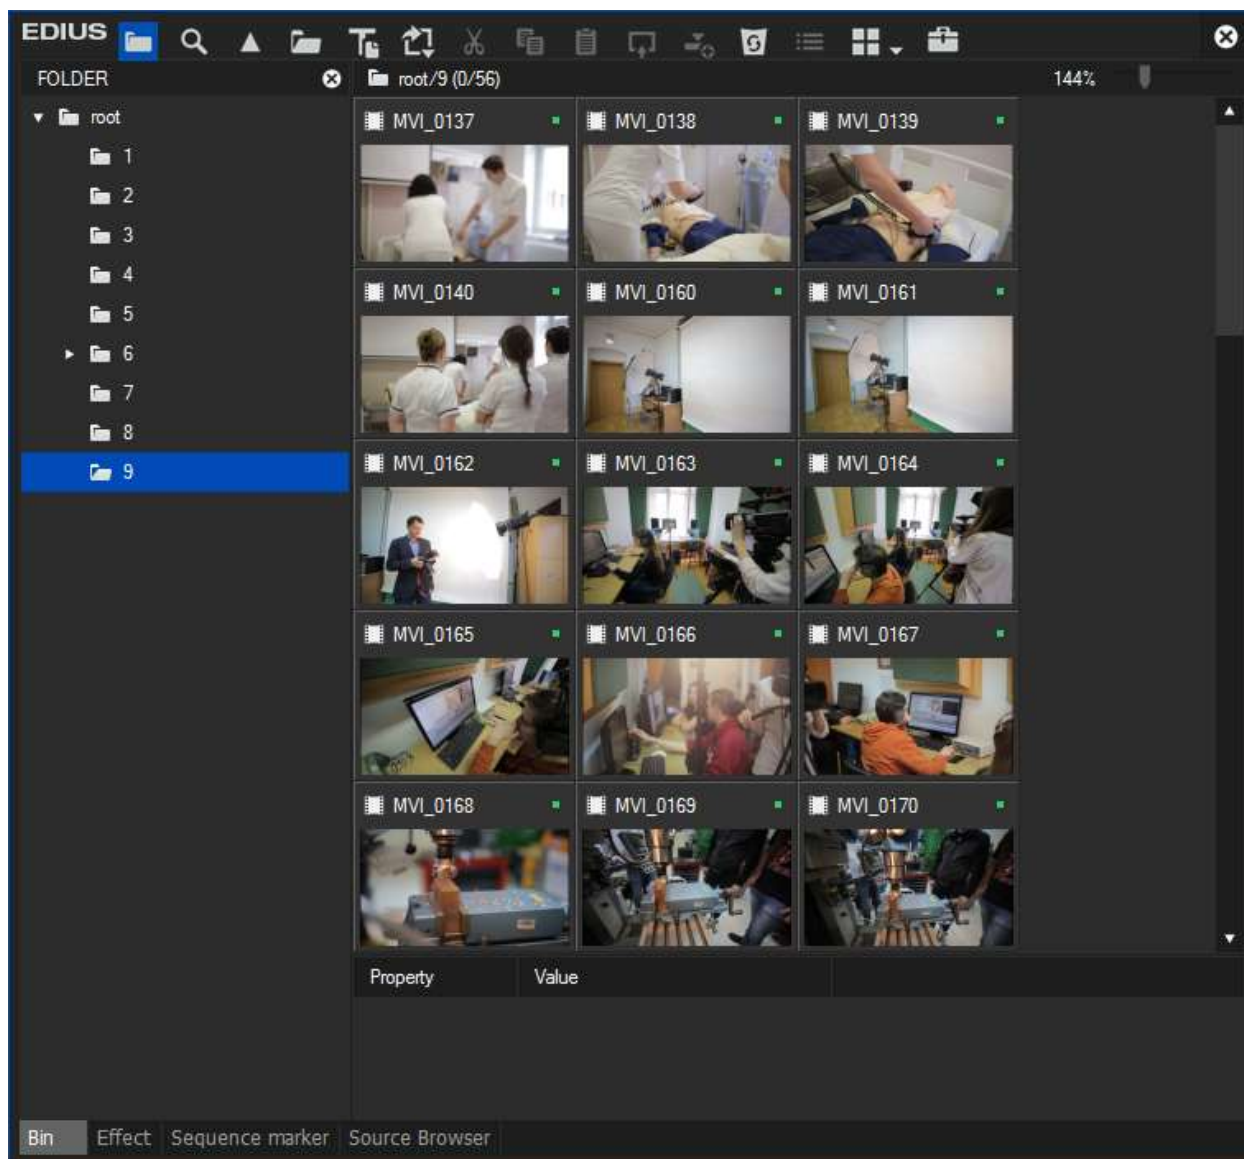 EDIUS
FOLDER
root/9 (0/56)
144%
root
1
2
3
4
5
6
7
8
9
MVI_0137
MVI_0138
MVI_0139
MVI_0140
MVI_0160
MVI_0161
MVI_0162
MVI_0163
MVI_0164
MVI_0165
MVI_0166
MVI_0167
MVI_0168
MVI_0169
MVI_0170
Property
Value
Bin
Effect
Sequence marker
Source Browser